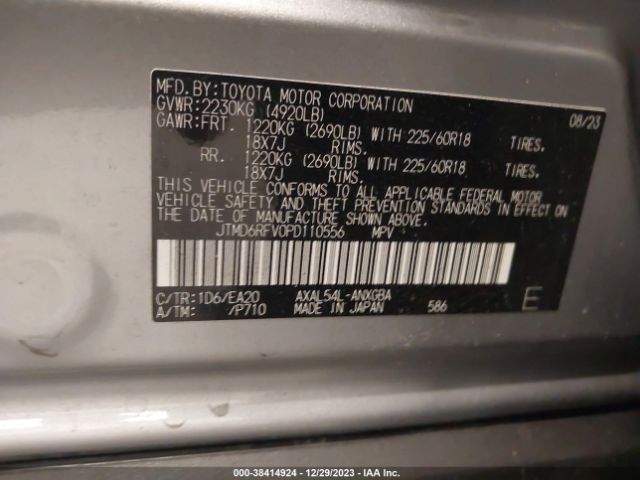 MFD.BY:TOYOTA MOTOR CORPORATION 08/23
GVWR:2230KG (4920LB)
GAWR:FRT. 1220KG (2690LB) WITH 225/60R18 TIRES.
18X7J RIMS.
RR. 1220KG (2690LB) WITH 225/60R18 TIRES.
18X7J RIMS.
THIS VEHICLE CONFORMS TO ALL APPLICABLE FEDERAL MOTOR
VEHICLE SAFETY AND THEFT PREVENTION STANDARDS IN EFFECT ON
THE DATE OF MANUFACTURE SHOWN ABOVE.
JTMD6RFV0PD110556 MPV
C/TR:1D6/EA20 AXAL54L-ANXGBA
A/TM: /P710 MADE IN JAPAN 586 E
000-38414924 - 12/29/2023 - IAA Inc.